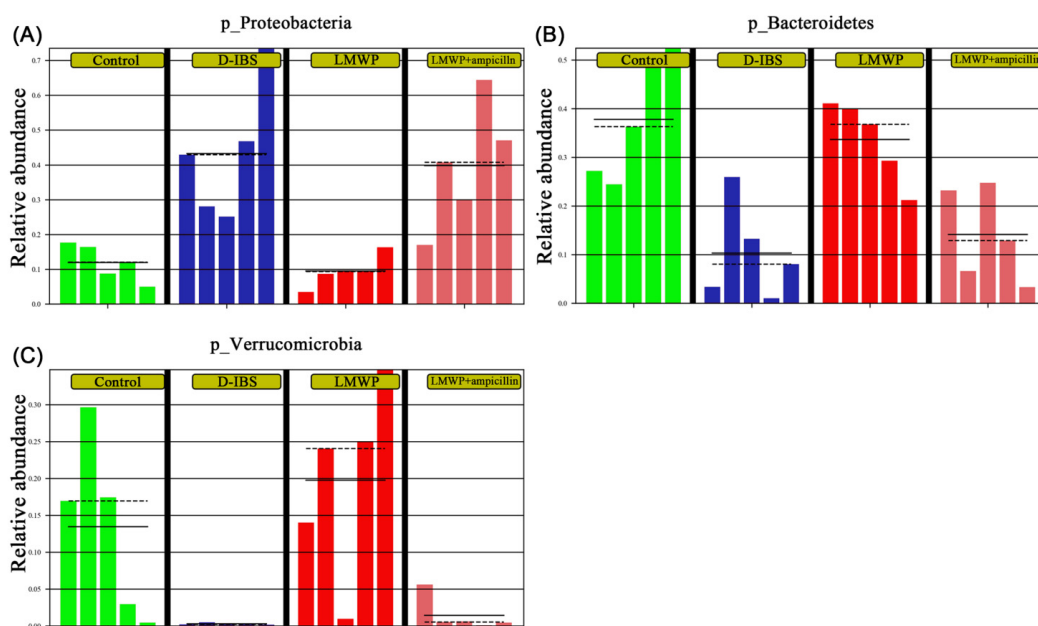 p_Proteobacteria
(A)
Control
D-IBS
LMWP
LMWP+ampicilln
Relative abundance
0.7
0.6
0.5
0.4
0.3
0.2
0.1
0.0
p_Bacteroidetes
(B)
Control
D-IBS
LMWP
LMWP+ampicillin
Relative abundance
0.5
0.4
0.3
0.2
0.1
0.0
p_Verrucomicrobia
(C)
Control
D-IBS
LMWP
LMWP+ampicillin
Relative abundance
0.30
0.25
0.20
0.15
0.10
0.05
0.00